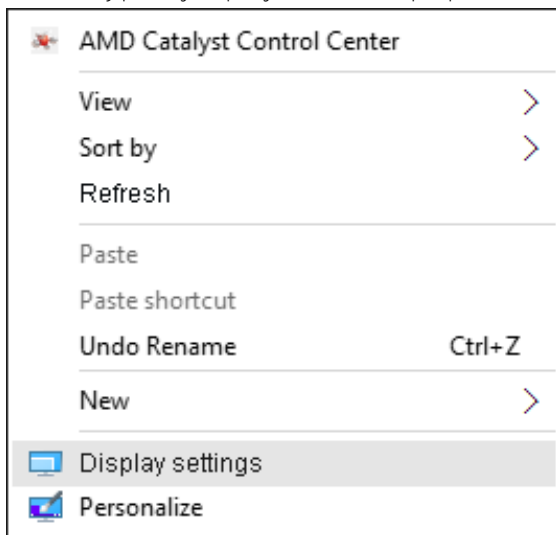 AMD Catalyst Control Center
View
Sort by
Refresh
Paste
Paste shortcut
Undo Rename Ctrl+Z
New
Display settings
Personalize